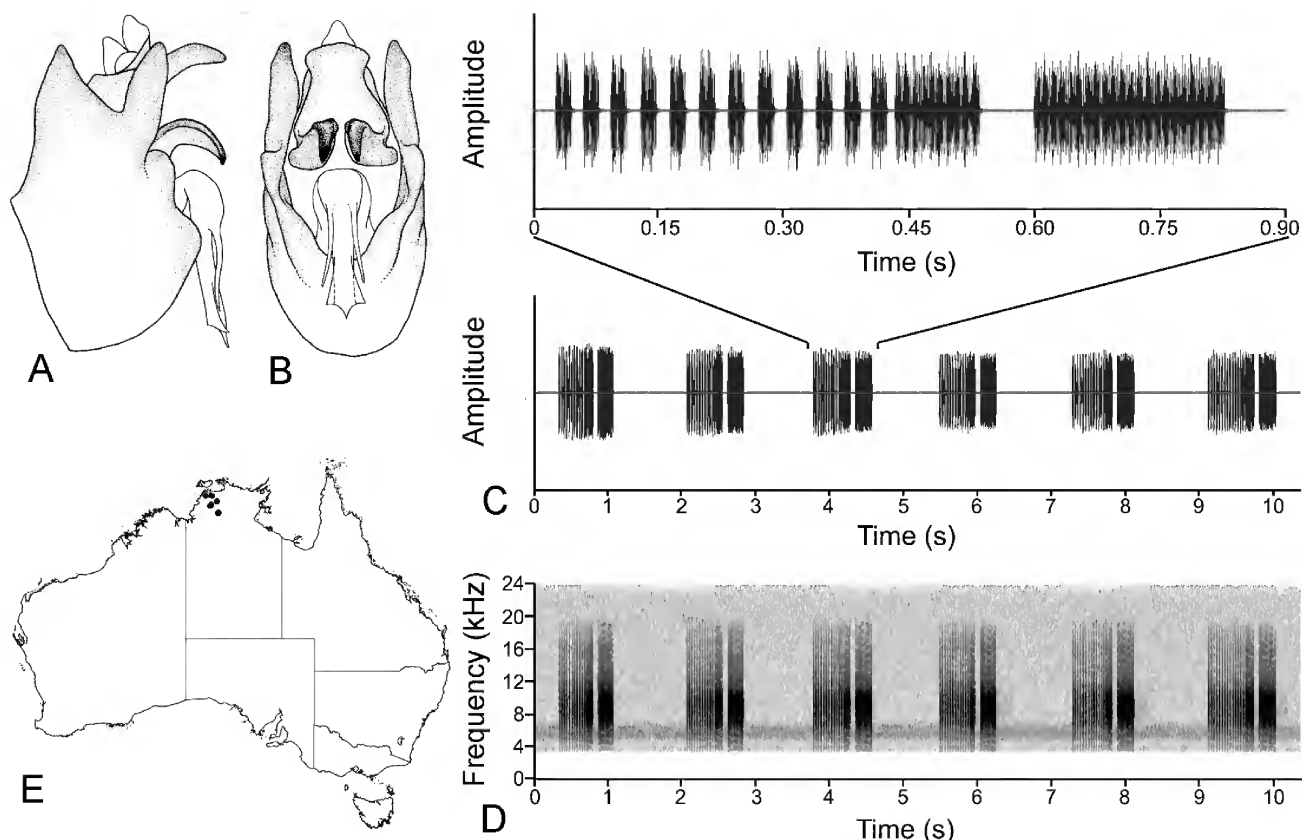 A
B
Amplitude
0 0.15 0.30 0.45 0.60 0.75 0.90
Time (s)
Amplitude
C
0 1 2 3 4 5 6 7 8 9 10
Time (s)
E
Frequency (kHz)
24
20
16
12
8
4
0
D
0 1 2 3 4 5 6 7 8 9 10
Time (s)